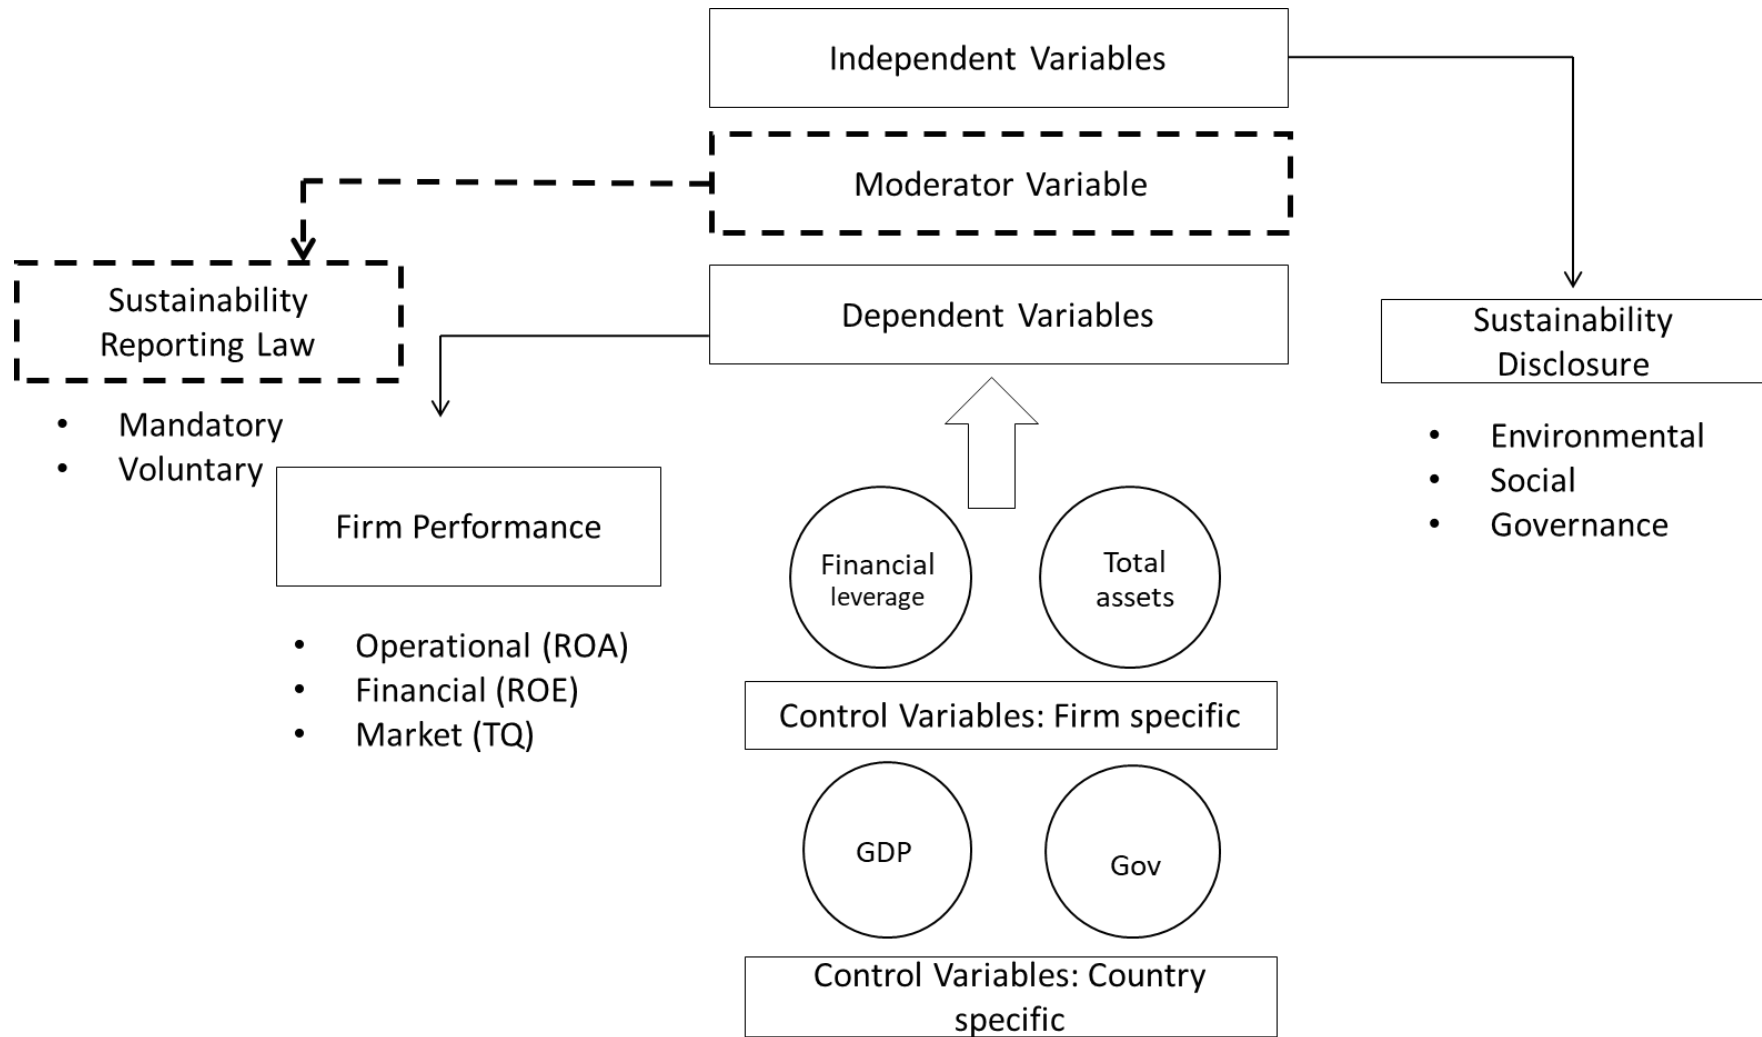 Independent Variables
Moderator Variable
Sustainability
Reporting Law
• Mandatory
• Voluntary
Dependent Variables
Sustainability
Disclosure
• Environmental
• Social
• Governance
Firm Performance
• Operational (ROA)
• Financial (ROE)
• Market (TQ)
Financial
leverage
Total
assets
Control Variables: Firm specific
GDP
Gov
Control Variables: Country
specific